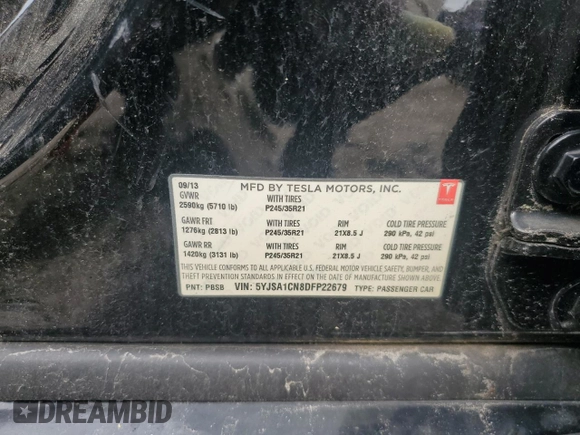 09/13 MFD BY TESLA MOTORS, INC.
GVWR WITH TIRES
2590kg (5710 lb) P245/35R21
GAWR FRT WITH TIRES RIM COLD TIRE PRESSURE
1276kg (2813 lb) P245/35R21 21X8.5 J 290 kPa, 42 psi
GAWR RR WITH TIRES RIM COLD TIRE PRESSURE
1420kg (3131 lb) P245/35R21 21X8.5 J 290 kPa, 42 psi
THIS VEHICLE CONFORMS TO ALL APPLICABLE U.S. FEDERAL MOTOR VEHICLE SAFETY, BUMPER,
AND THEFT PREVENTION STANDARDS IN EFFECT ON THE DATE OF MANUFACTURE SHOWN ABOVE.
PNT: PBSB VIN: 5YJSA1CN8DFP22679 TYPE: PASSENGER CAR
TESLA
DREAMBID